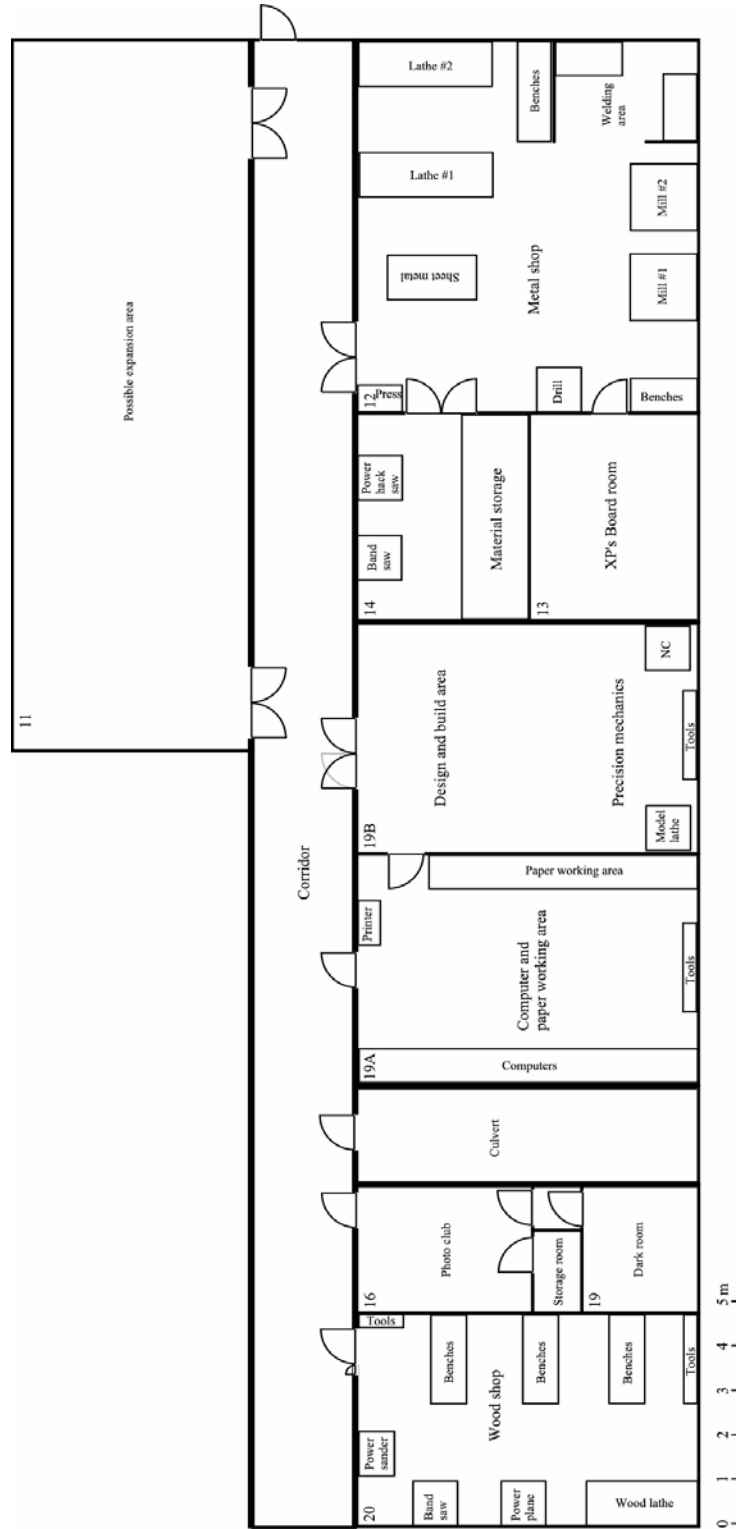 11
Possible expansion area
Corridor
20
Band
saw
Power
plane
Wood lathe
Power
sander
Wood shop
Benches
Benches
Benches
Tools
Tools
16
Photo club
Storage room
19
Dark room
Culvert
19A
Computers
Computer and
paper working area
Printer
Tools
Paper working area
19B
Design and build area
Precision mechanics
Model
lathe
Tools
NC
14
Band
saw
Power
hack
saw
Material storage
13
XP's Board room
12
Press
Drill
Benches
Sheet metal
Metal shop
Mill #1
Mill #2
Lathe #1
Lathe #2
Benches
Welding
area
0 1 2 3 4 5 m